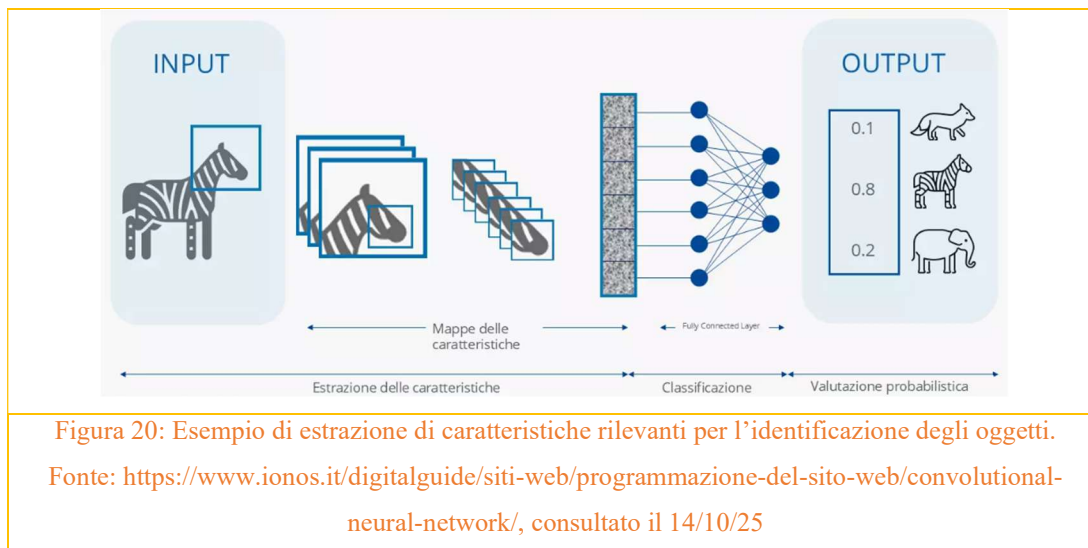 INPUT
OUTPUT
0.1
0.8
0.2
Mappe delle
caratteristiche
Fully Connected Layer
Estrazione delle caratteristiche
Classificazione
Valutazione probabilistica
Figura 20: Esempio di estrazione di caratteristiche rilevanti per l’identificazione degli oggetti.
Fonte: https://www.ionos.it/digitalguide/siti-web/programmazione-del-sito-web/convolutional-
neural-network/, consultato il 14/10/25